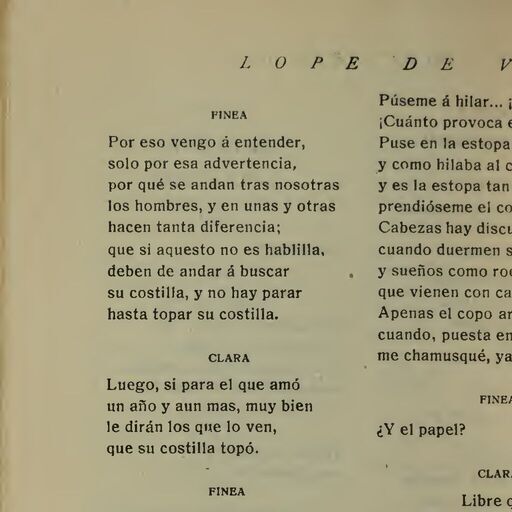 LOPE DE V
FINEA
Por eso vengo á entender,
solo por esa advertencia,
por qué se andan tras nosotras
los hombres, y en unas y otras
hacen tanta diferencia;
que si aquesto no es hablilla,
deben de andar á buscar
su costilla, y no hay parar
hasta topar su costilla.
CLARA
Luego, si para el que amó
un año y aun mas, muy bien
le dirán los que lo ven,
que su costilla topó.
FINEA
Púseme á hilar... ¡
¡Cuánto provoca e
Puse en la estopa
y como hilaba al c
y es la estopa tan
prendióseme el co
Cabezas hay discu
cuando duermen s
y sueños como roe
que vienen con ca
Apenas el copo ar
cuando, puesta en
me chamusqué, ya
FINEA
¿Y el papel?
CLAR
Libre q